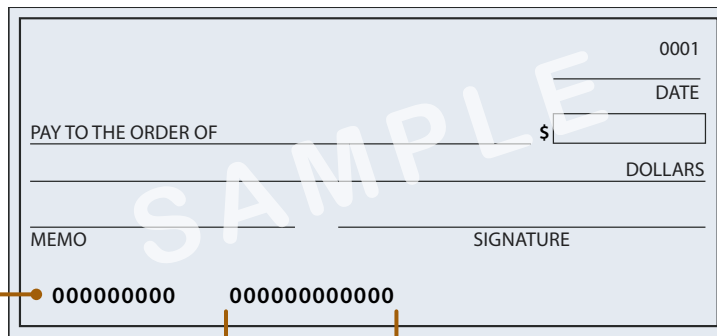 0001
DATE
PAY TO THE ORDER OF
$
DOLLARS
MEMO SIGNATURE
000000000 000000000000
SAMPLE